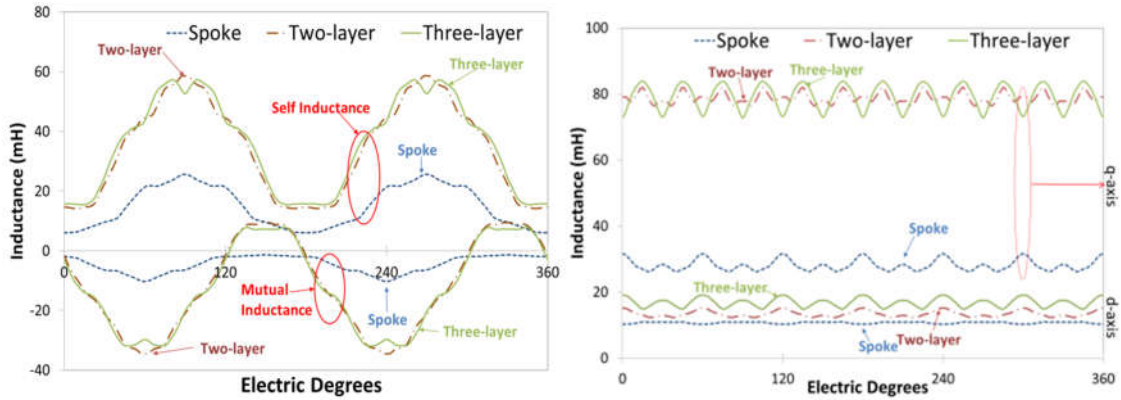 80
Spoke Two-layer Three-layer
Two-layer
60
Three-layer
Self Inductance
40
Spoke
Inductance (mH)
20
0
0 120 240 360
Mutual
Inductance
Spoke
-20
Three-layer
Two-layer
-40
Electric Degrees
100
Spoke Two-layer Three-layer
Two-layer Three-layer
80
60
Inductance (mH)
q-axis
40
Spoke
20
Three-layer
d-axis
Two-layer
Spoke
0
0 120 240 360
Electric Degrees